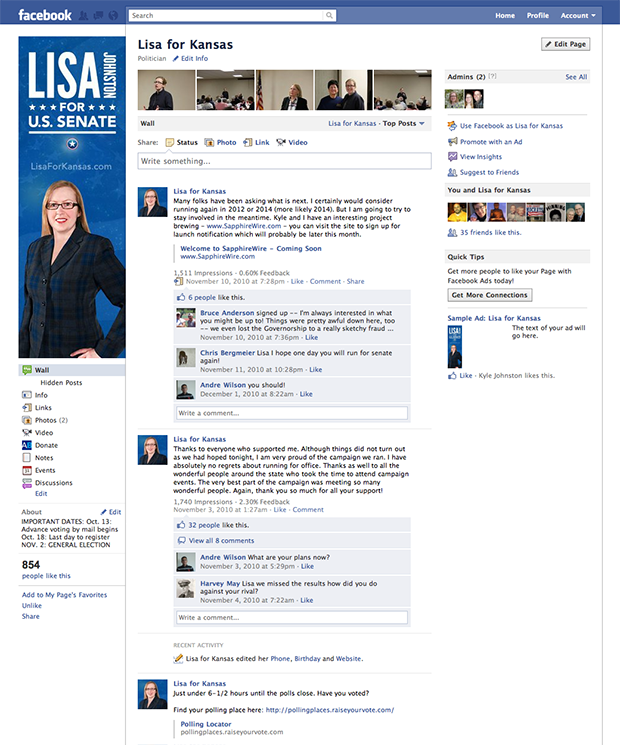 facebook
Search
Home Profile Account
LISA
JOHNSTON
FOR
U.S. SENATE
LisaForKansas.com
Wall
Hidden Posts
Info
Links
Photos (2)
Video
Donate
Notes
Events
Discussions
Edit
About Edit
IMPORTANT DATES: Oct. 13:
Advance voting by mail begins
Oct. 18: Last day to register
NOV. 2: GENERAL ELECTION
854
people like this
Add to My Page's Favorites
Unlike
Share
Lisa for Kansas
Politician Edit Info
Wall Lisa for Kansas · Top Posts
Share: Status Photo Link Video
Write something...
Lisa for Kansas
Many folks have been asking what is next. I certainly would consider
running again in 2012 or 2014 (more likely 2014). But I am going to try to
stay involved in the meantime. Kyle and I have an interesting project
brewing - www.SapphireWire.com - you can visit the site to sign up for
launch notification which will probably be later this month.
Welcome to SapphireWire - Coming Soon
www.SapphireWire.com
1,511 Impressions · 0.60% Feedback
November 10, 2010 at 7:28pm · Like · Comment · Share
6 people like this.
Bruce Anderson signed up -- I'm always interested in what
you might be up to! Things were pretty awful down here, too
-- we even lost the Governorship to a really sketchy fraud ...
November 10, 2010 at 7:36pm · Like
Chris Bergmeier Lisa I hope one day you will run for senate
again!
November 11, 2010 at 10:28pm · Like
Andre Wilson you should!
December 1, 2010 at 8:22am · Like
Write a comment...
Lisa for Kansas
Thanks to everyone who supported me. Although things did not turn out
as we had hoped tonight, I am very proud of the campaign we ran. I have
absolutely no regrets about running for office. Thanks as well to all the
wonderful people around the state who took the time to attend campaign
events. The very best part of the campaign was meeting so many
wonderful people. Again, thank you so much for all your support!
1,740 Impressions · 2.30% Feedback
November 3, 2010 at 1:27am · Like · Comment
32 people like this.
View all 8 comments
Andre Wilson What are your plans now?
November 3, 2010 at 5:29pm · Like
Harvey May Lisa we missed the results how did you do
against your rival?
November 4, 2010 at 7:22am · Like
Write a comment...
RECENT ACTIVITY
Lisa for Kansas edited her Phone, Birthday and Website.
Lisa for Kansas
Just under 6-1/2 hours until the polls close. Have you voted?
Find your polling place here: http://pollingplaces.raiseyourvote.com/
Polling Locator
pollingplaces.raiseyourvote.com
Edit Page
Admins (2) [?] See All
Use Facebook as Lisa for Kansas
Promote with an Ad
View Insights
Suggest to Friends
You and Lisa for Kansas
35 friends like this.
Quick Tips
Get more people to like your Page with
Facebook Ads today!
Get More Connections
Sample Ad: Lisa for Kansas
LISA
The text of your ad will
go here.
Like · Kyle Johnston likes this.